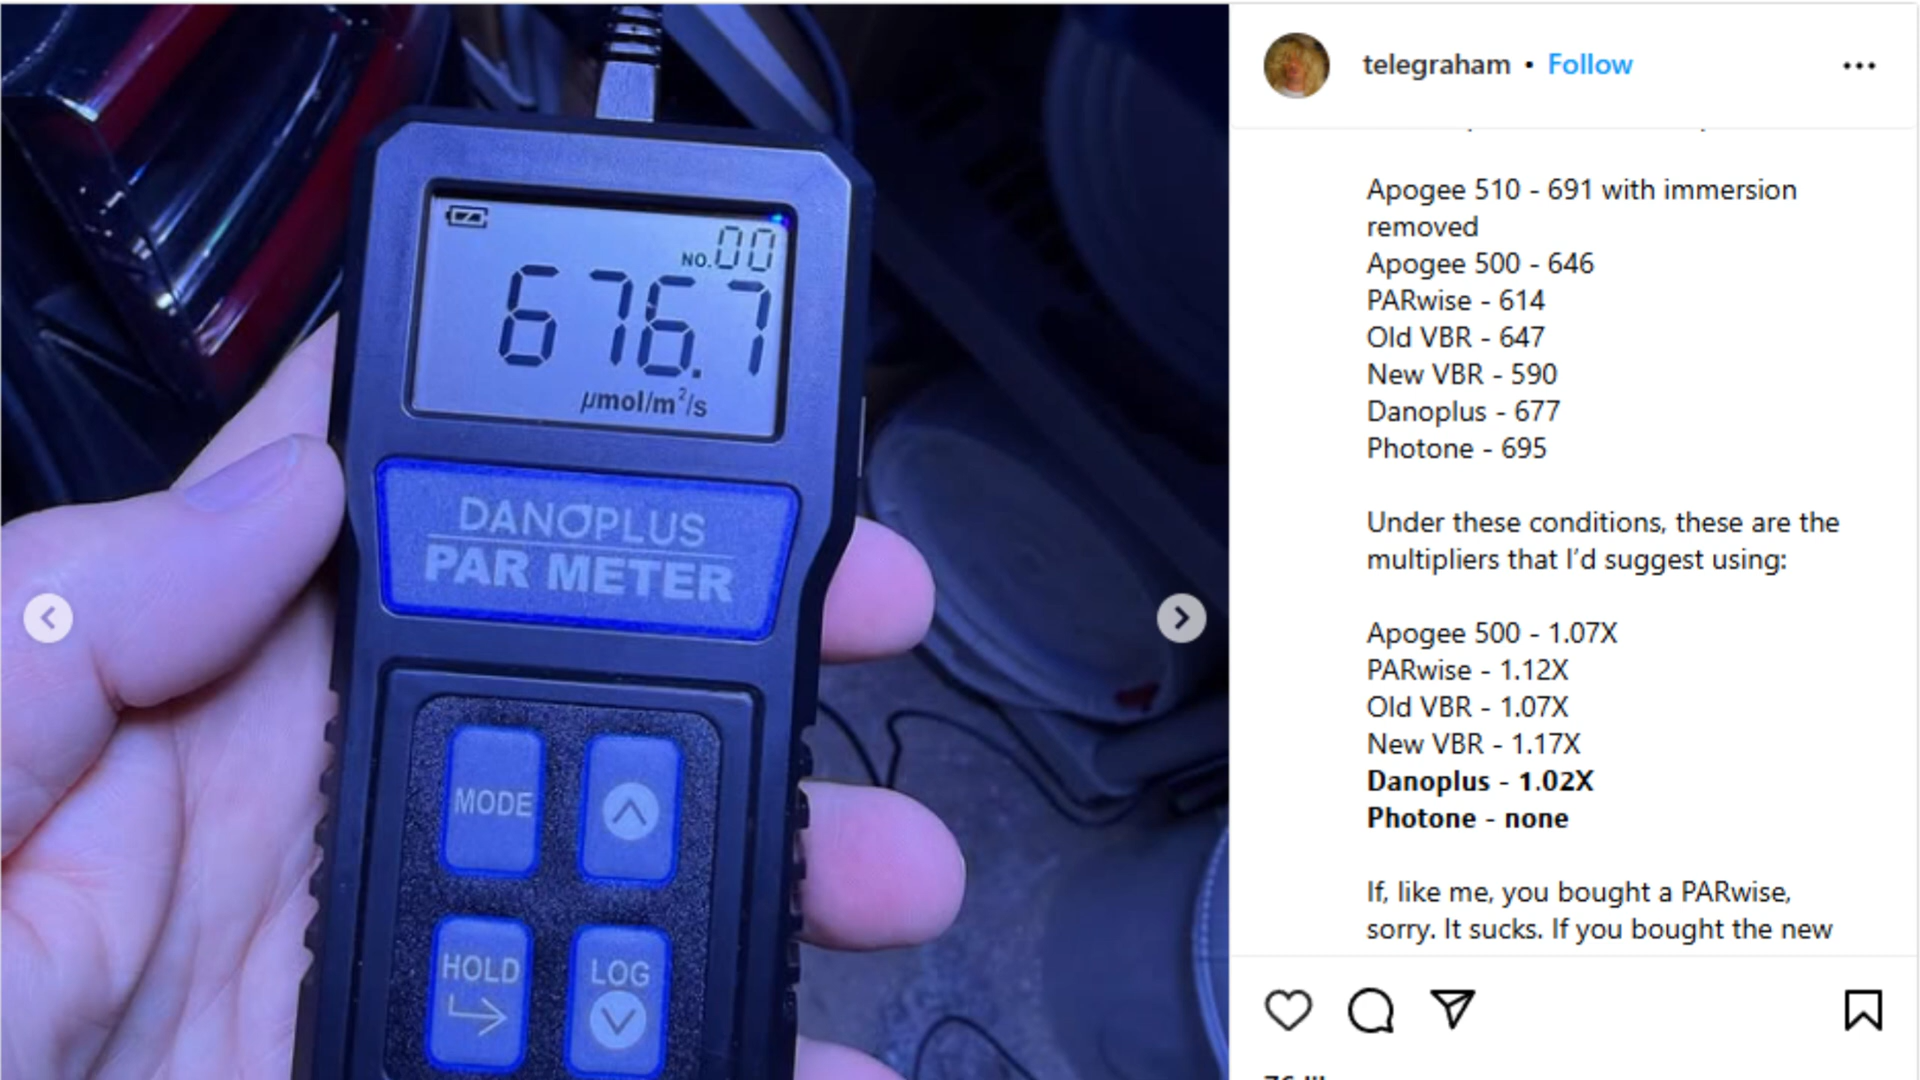 NO.00
676.7
µmol/m²/s
DANOPLUS
PAR METER
MODE
HOLD
LOG
telegraham • Follow
Apogee 510 - 691 with immersion
removed
Apogee 500 - 646
PARwise - 614
Old VBR - 647
New VBR - 590
Danoplus - 677
Photone - 695
Under these conditions, these are the
multipliers that I’d suggest using:
Apogee 500 - 1.07X
PARwise - 1.12X
Old VBR - 1.07X
New VBR - 1.17X
Danoplus - 1.02X
Photone - none
If, like me, you bought a PARwise,
sorry. It sucks. If you bought the new